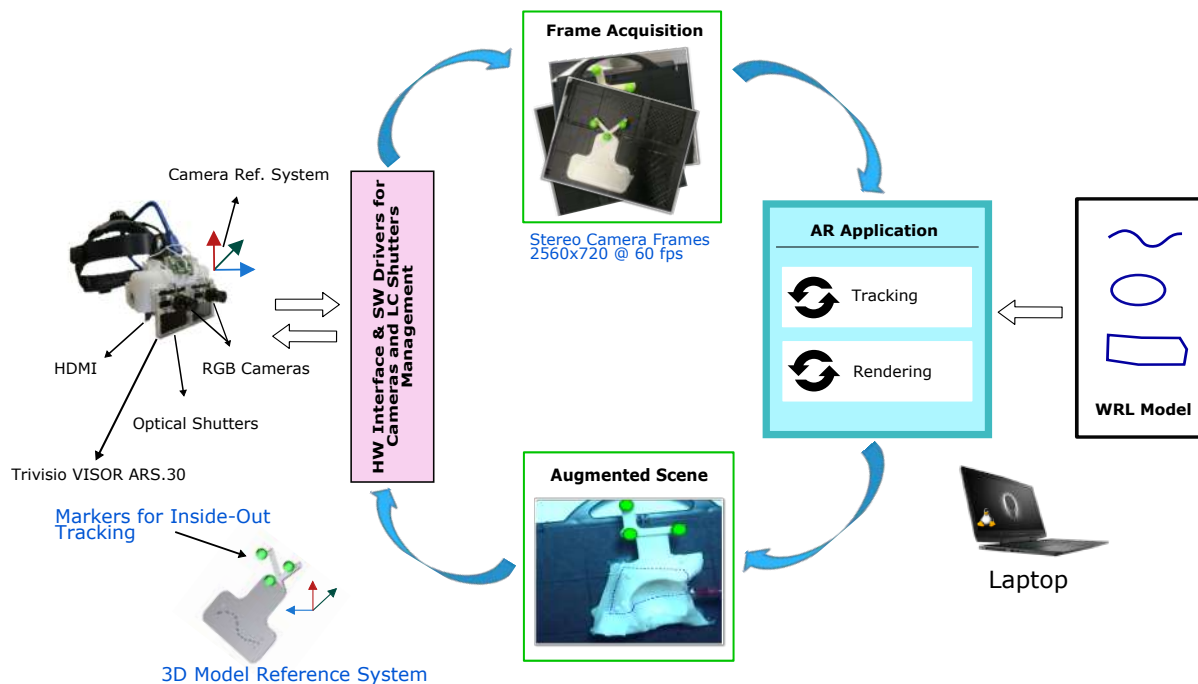 Frame Acquisition
Stereo Camera Frames
2560x720 @ 60 fps
Camera Ref. System
HDMI
RGB Cameras
Optical Shutters
Trivisio VISOR ARS.30
HW Interface & SW Drivers for
Cameras and LC Shutters
Management
AR Application
Tracking
Rendering
WRL Model
Augmented Scene
Markers for Inside-Out
Tracking
3D Model Reference System
Laptop